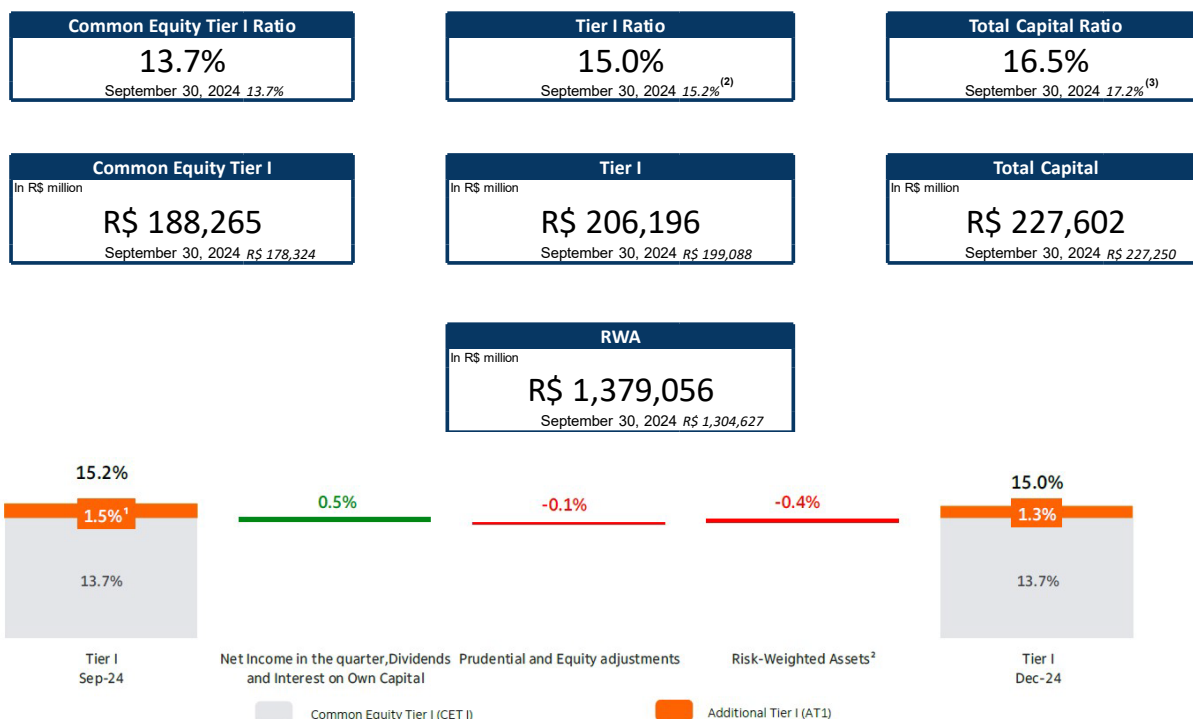 Common Equity Tier I Ratio
13.7%
September 30, 2024 13.7%
Tier I Ratio
15.0%
September 30, 2024 15.2%(2)
Total Capital Ratio
16.5%
September 30, 2024 17.2%(3)
Common Equity Tier I
In R$ million
R$ 188,265
September 30, 2024 R$ 178,324
Tier I
In R$ million
R$ 206,196
September 30, 2024 R$ 199,088
Total Capital
In R$ million
R$ 227,602
September 30, 2024 R$ 227,250
RWA
In R$ million
R$ 1,379,056
September 30, 2024 R$ 1,304,627
15.2%
1.5%¹
13.7%
0.5%
-0.1%
-0.4%
15.0%
1.3%
13.7%
Tier I
Sep-24
Net Income in the quarter,Dividends
and Interest on Own Capital
Prudential and Equity adjustments
Risk-Weighted Assets²
Tier I
Dec-24
Common Equity Tier I (CET I)
Additional Tier I (AT1)